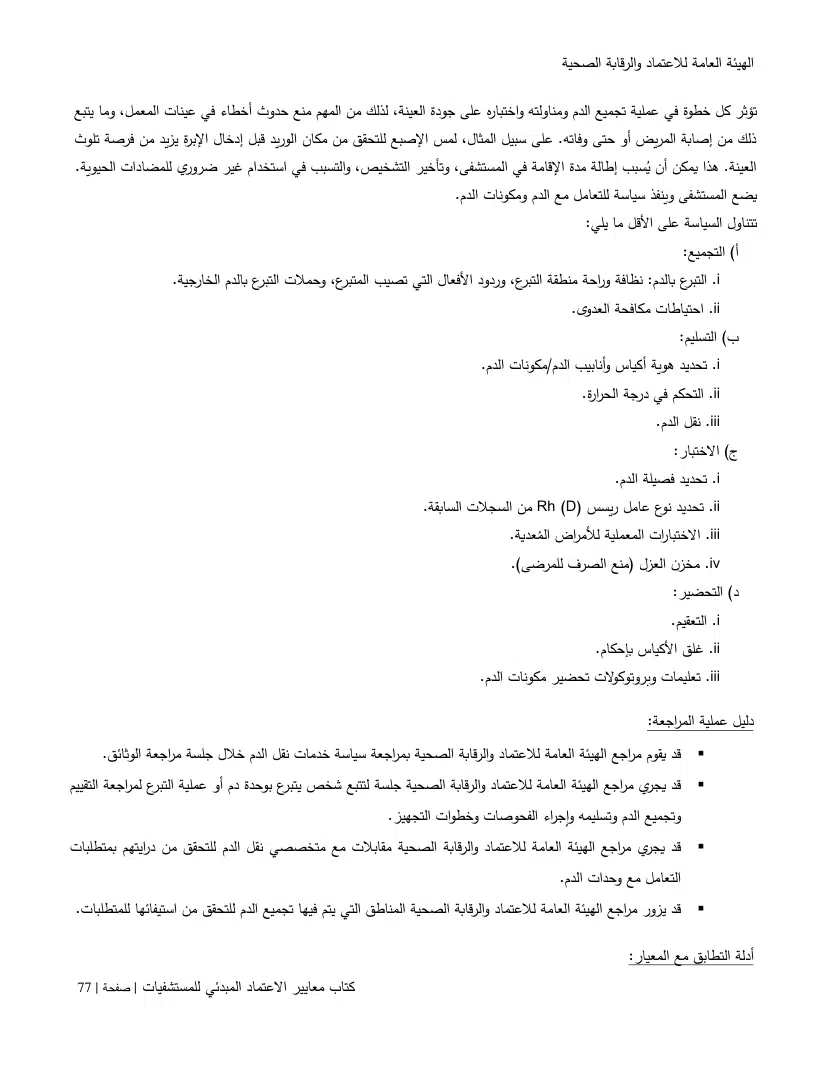 الهيئة العامة للاعتماد والرقابة الصحية
تؤثر كل خطوة في عملية تجميع الدم ومناولته واختباره على جودة العينة، لذلك من المهم منع حدوث أخطاء في عينات المعمل، وما يتبع
ذلك من إصابة المريض أو حتى وفاته. على سبيل المثال، لمس الإصبع للتحقق من مكان الوريد قبل إدخال الإبرة يزيد من فرصة تلوث
العينة. هذا يمكن أن يُسبب إطالة مدة الإقامة في المستشفى، وتأخير التشخيص، والتسبب في استخدام غير ضروري للمضادات الحيوية.
يضع المستشفى وينفذ سياسة للتعامل مع الدم ومكونات الدم.
تتناول السياسة على الأقل ما يلي:
أ) التجميع:
i. التبرع بالدم: نظافة وراحة منطقة التبرع، وردود الأفعال التي تصيب المتبرع، وحملات التبرع بالدم الخارجية.
ii. احتياطات مكافحة العدوى.
ب) التسليم:
i. تحديد هوية أكياس وأنابيب الدم/مكونات الدم.
ii. التحكم في درجة الحرارة.
iii. نقل الدم.
ج) الاختبار:
i. تحديد فصيلة الدم.
ii. تحديد نوع عامل ريسس Rh (D) من السجلات السابقة.
iii. الاختبارات المعملية للأمراض المُعدية.
iv. مخزن العزل (منع الصرف للمرضى).
د) التحضير:
i. التعقيم.
ii. غلق الأكياس بإحكام.
iii. تعليمات وبروتوكولات تحضير مكونات الدم.
دليل عملية المراجعة:
▪ قد يقوم مراجع الهيئة العامة للاعتماد والرقابة الصحية بمراجعة سياسة خدمات نقل الدم خلال جلسة مراجعة الوثائق.
▪ قد يجري مراجع الهيئة العامة للاعتماد والرقابة الصحية جلسة لتتبع شخص يتبرع بوحدة دم أو عملية التبرع لمراجعة التقييم
وتجميع الدم وتسليمه وإجراء الفحوصات وخطوات التجهيز.
▪ قد يجري مراجع الهيئة العامة للاعتماد والرقابة الصحية مقابلات مع متخصصي نقل الدم للتحقق من درايتهم بمتطلبات
التعامل مع وحدات الدم.
▪ قد يزور مراجع الهيئة العامة للاعتماد والرقابة الصحية المناطق التي يتم فيها تجميع الدم للتحقق من استيفائها للمتطلبات.
أدلة التطابق مع المعيار:
كتاب معايير الاعتماد المبدئي للمستشفيات | صفحة | 77